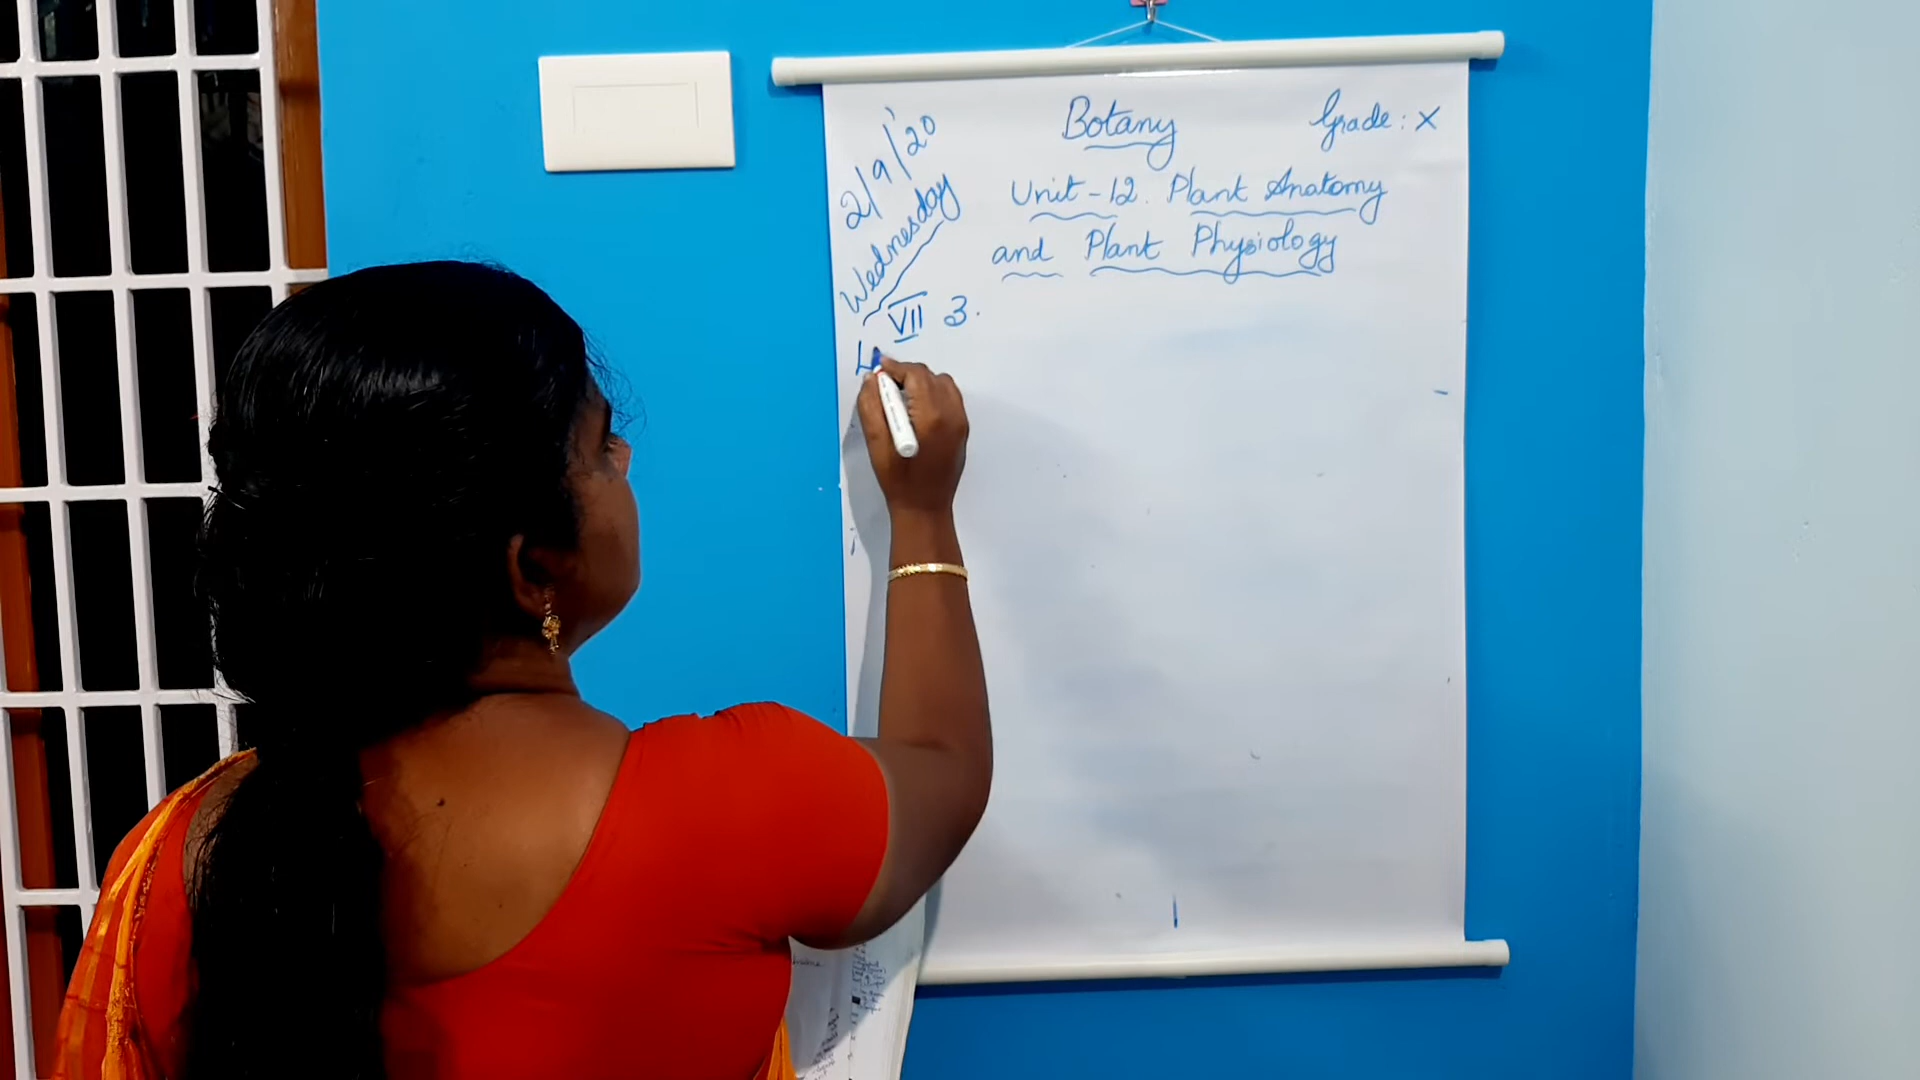 2/9/'20
Wednesday
Botany
Grade: X
Unit-12. Plant Anatomy
and Plant Physiology
VII 3.